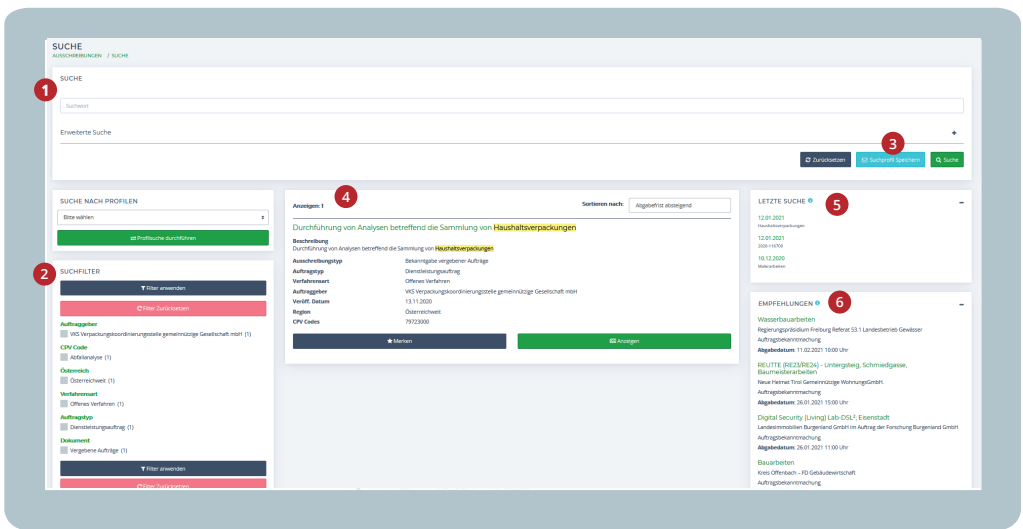 SUCHE
AUSSCHREIBUNGEN / SUCHE
SUCHE
1
Suchwort
Erweiterte Suche
+
3
Zurücksetzen
Suchprofil Speichern
Suche
SUCHE NACH PROFILEN
Bitte wählen
Profilsuche durchführen
2
SUCHFILTER
Filter anwenden
Filter Zurücksetzen
Auftraggeber
VKS Verpackungskoordinierungsstelle gemeinnützige Gesellschaft mbH (1)
CPV Code
Abfallanalyse (1)
Österreich
Österreichweit (1)
Verfahrensart
Offenes Verfahren (1)
Auftragstyp
Dienstleistungsauftrag (1)
Dokument
Vergebene Aufträge (1)
Filter anwenden
Filter Zurücksetzen
4
Anzeigen: 1
Sortieren nach: Abgabefrist absteigend
Durchführung von Analysen betreffend die Sammlung von Haushaltsverpackungen
Beschreibung
Durchführung von Analysen betreffend die Sammlung von Haushaltsverpackungen
Ausschreibungstyp Bekanntgabe vergebener Aufträge
Auftragstyp Dienstleistungsauftrag
Verfahrensart Offenes Verfahren
Auftraggeber VKS Verpackungskoordinierungsstelle gemeinnützige Gesellschaft mbH
Veröff. Datum 13.11.2020
Region Österreichweit
CPV Codes 79723000
Merken
Anzeigen
LETZTE SUCHE
5
–
12.01.2021
Haushaltsverpackungen
12.01.2021
2020-116709
10.12.2020
Malerarbeiten
EMPFEHLUNGEN
6
–
Wasserbauarbeiten
Regierungspräsidium Freiburg Referat 53.1 Landesbetrieb Gewässer
Auftragsbekanntmachung
Abgabedatum: 11.02.2021 10:00 Uhr
REUTTE (RE23/RE24) - Untergsteig, Schmiedgasse,
Baumeisterarbeiten
Neue Heimat Tirol Gemeinnützige WohnungsGmbH.
Auftragsbekanntmachung
Abgabedatum: 26.01.2021 15:00 Uhr
Digital Security (Living) Lab-DSL², Eisenstadt
Landesimmobilien Burgenland GmbH im Auftrag der Forschung Burgenland GmbH
Auftragsbekanntmachung
Abgabedatum: 26.01.2021 11:00 Uhr
Bauarbeiten
Kreis Offenbach – FD Gebäudewirtschaft
Auftragsbekanntmachung